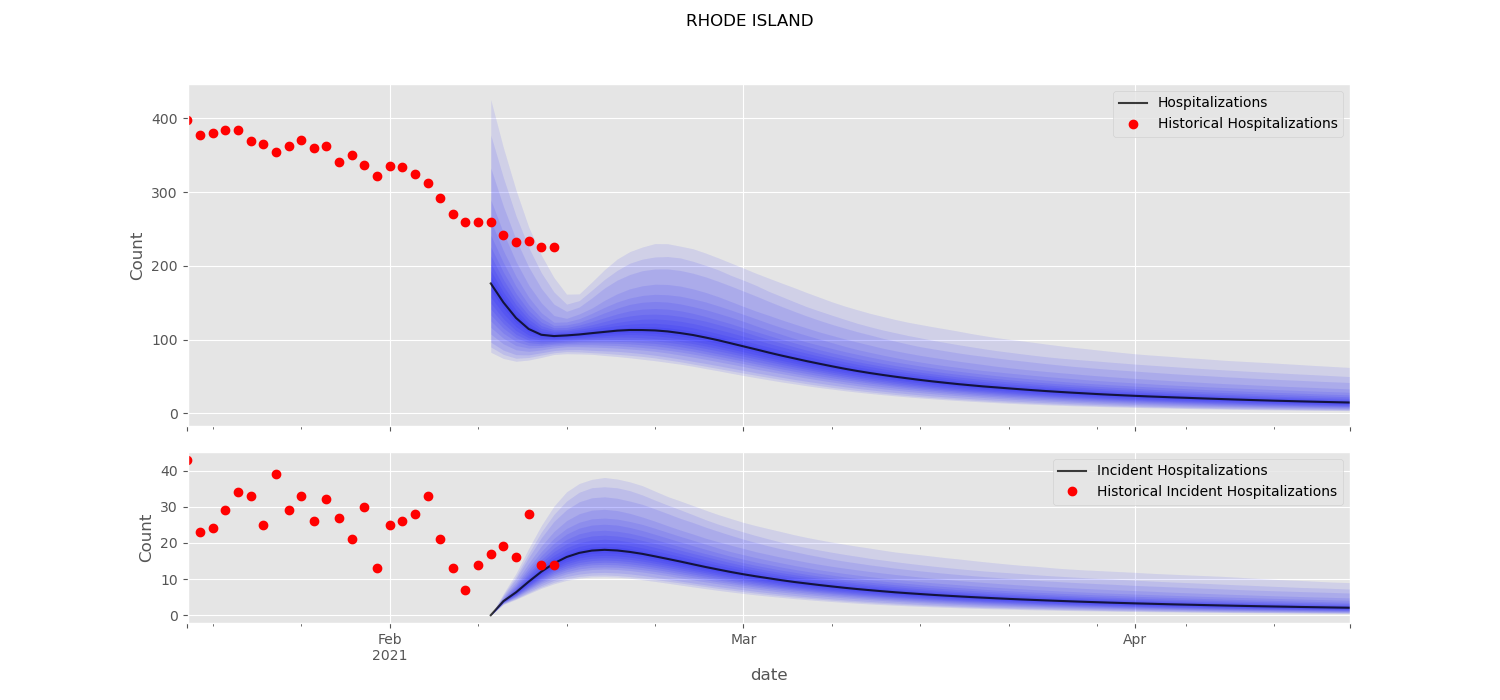 RHODE ISLAND
Hospitalizations
Historical Hospitalizations
400
300
200
100
0
Count
Incident Hospitalizations
Historical Incident Hospitalizations
40
30
20
10
0
Count
Feb
2021
Mar
Apr
date